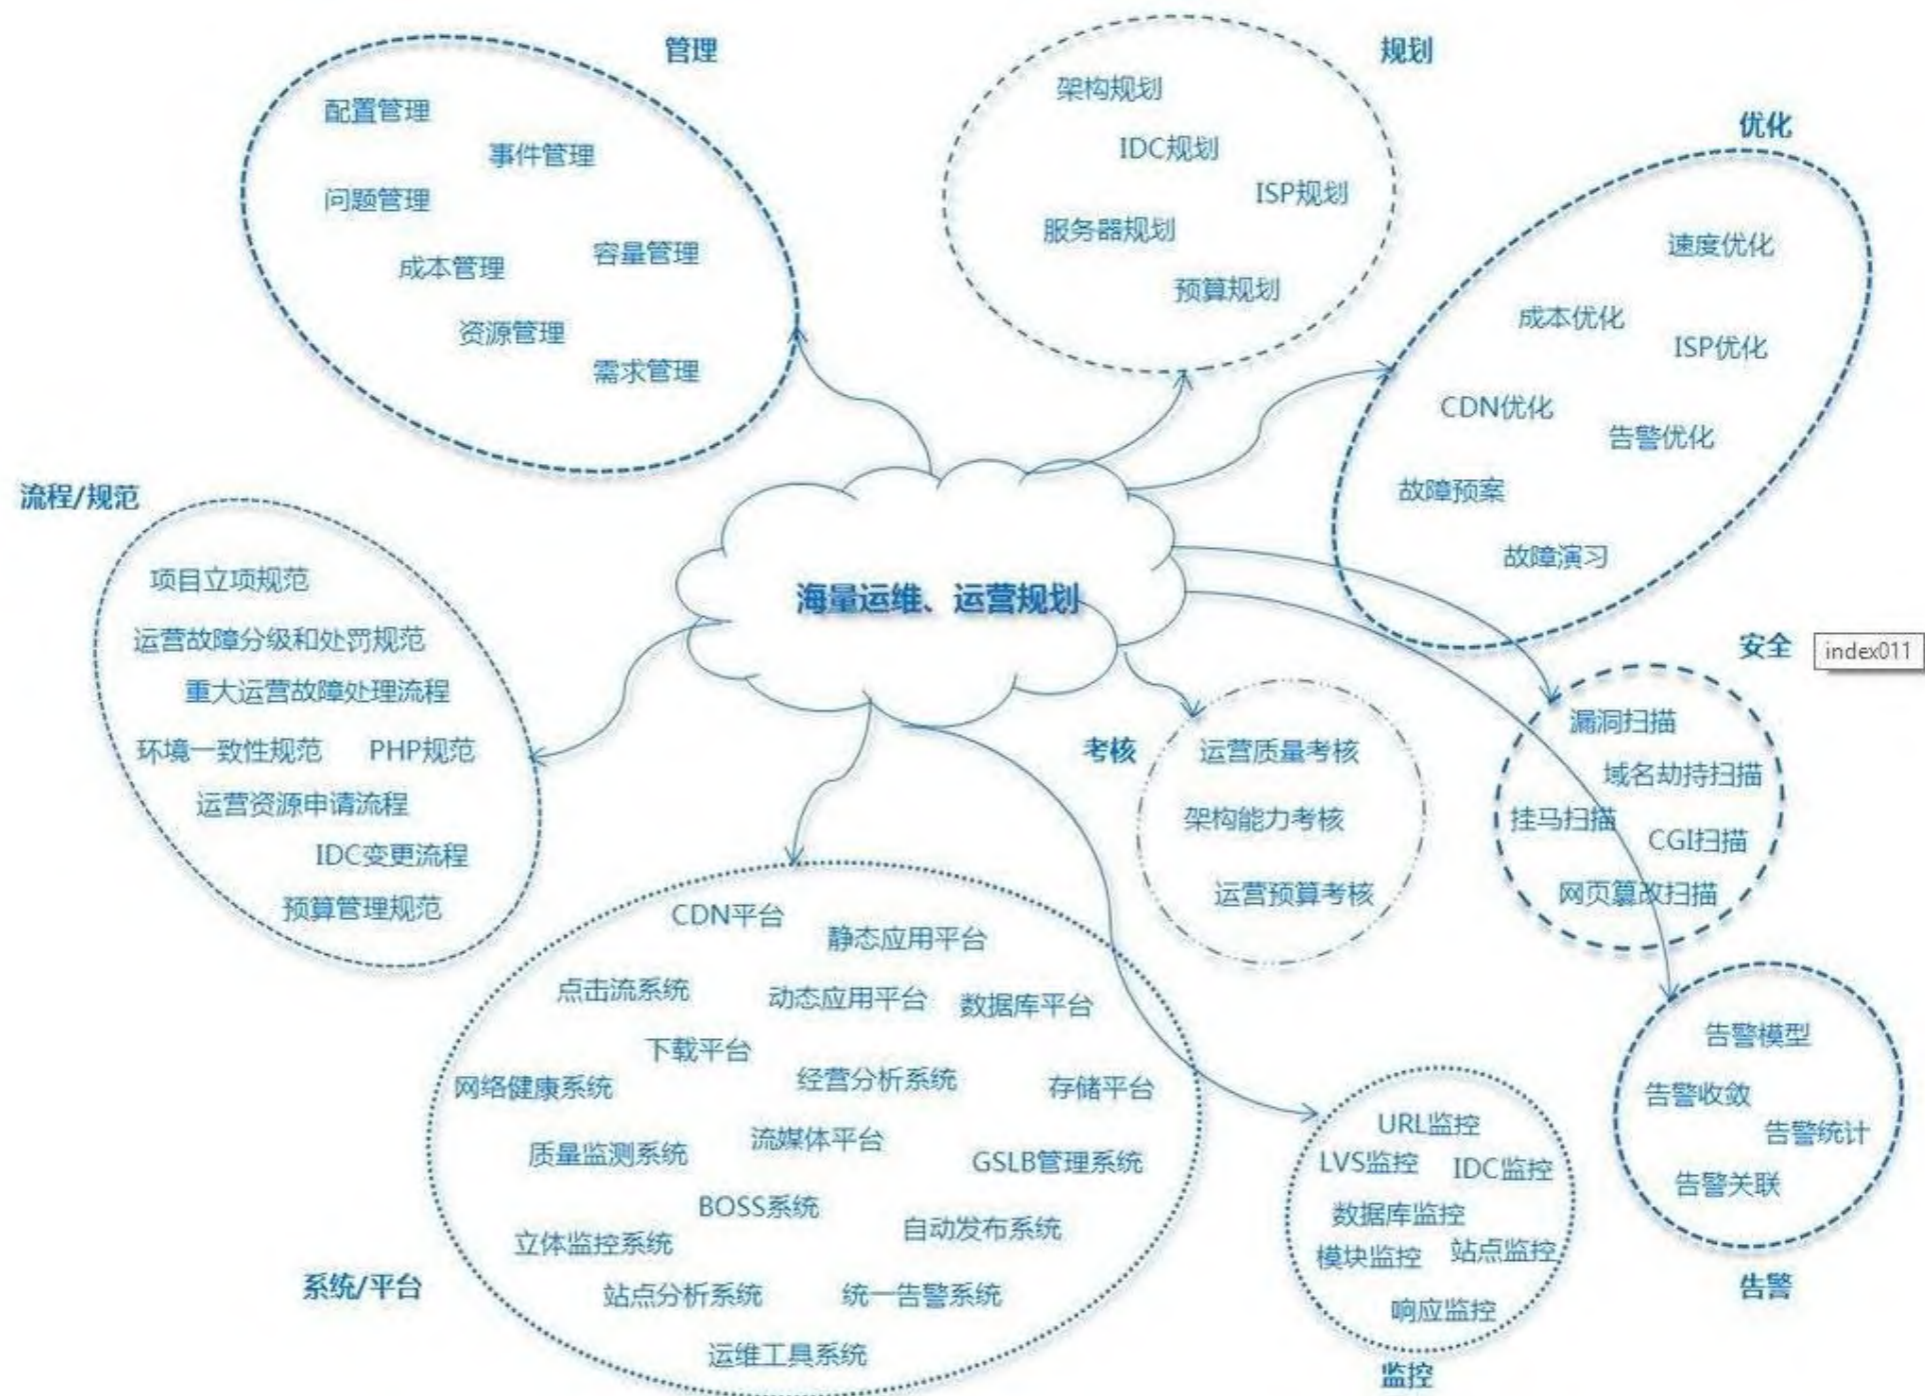 管理
配置管理
事件管理
问题管理
成本管理
容量管理
资源管理
需求管理
规划
架构规划
IDC规划
ISP规划
服务器规划
预算规划
优化
速度优化
成本优化
ISP优化
CDN优化
告警优化
故障预案
故障演习
流程/规范
项目立项规范
运营故障分级和处罚规范
重大运营故障处理流程
环境一致性规范
PHP规范
运营资源申请流程
IDC变更流程
预算管理规范
海量运维、运营规划
安全
index011
漏洞扫描
域名劫持扫描
挂马扫描
CGI扫描
网页篡改扫描
考核
运营质量考核
架构能力考核
运营预算考核
系统/平台
CDN平台
静态应用平台
点击流系统
动态应用平台
数据库平台
下载平台
网络健康系统
经营分析系统
存储平台
质量监测系统
流媒体平台
GSLB管理系统
BOSS系统
立体监控系统
自动发布系统
站点分析系统
统一告警系统
运维工具系统
URL监控
LVS监控
IDC监控
数据库监控
模块监控
站点监控
响应监控
监控
告警模型
告警收敛
告警统计
告警关联
告警